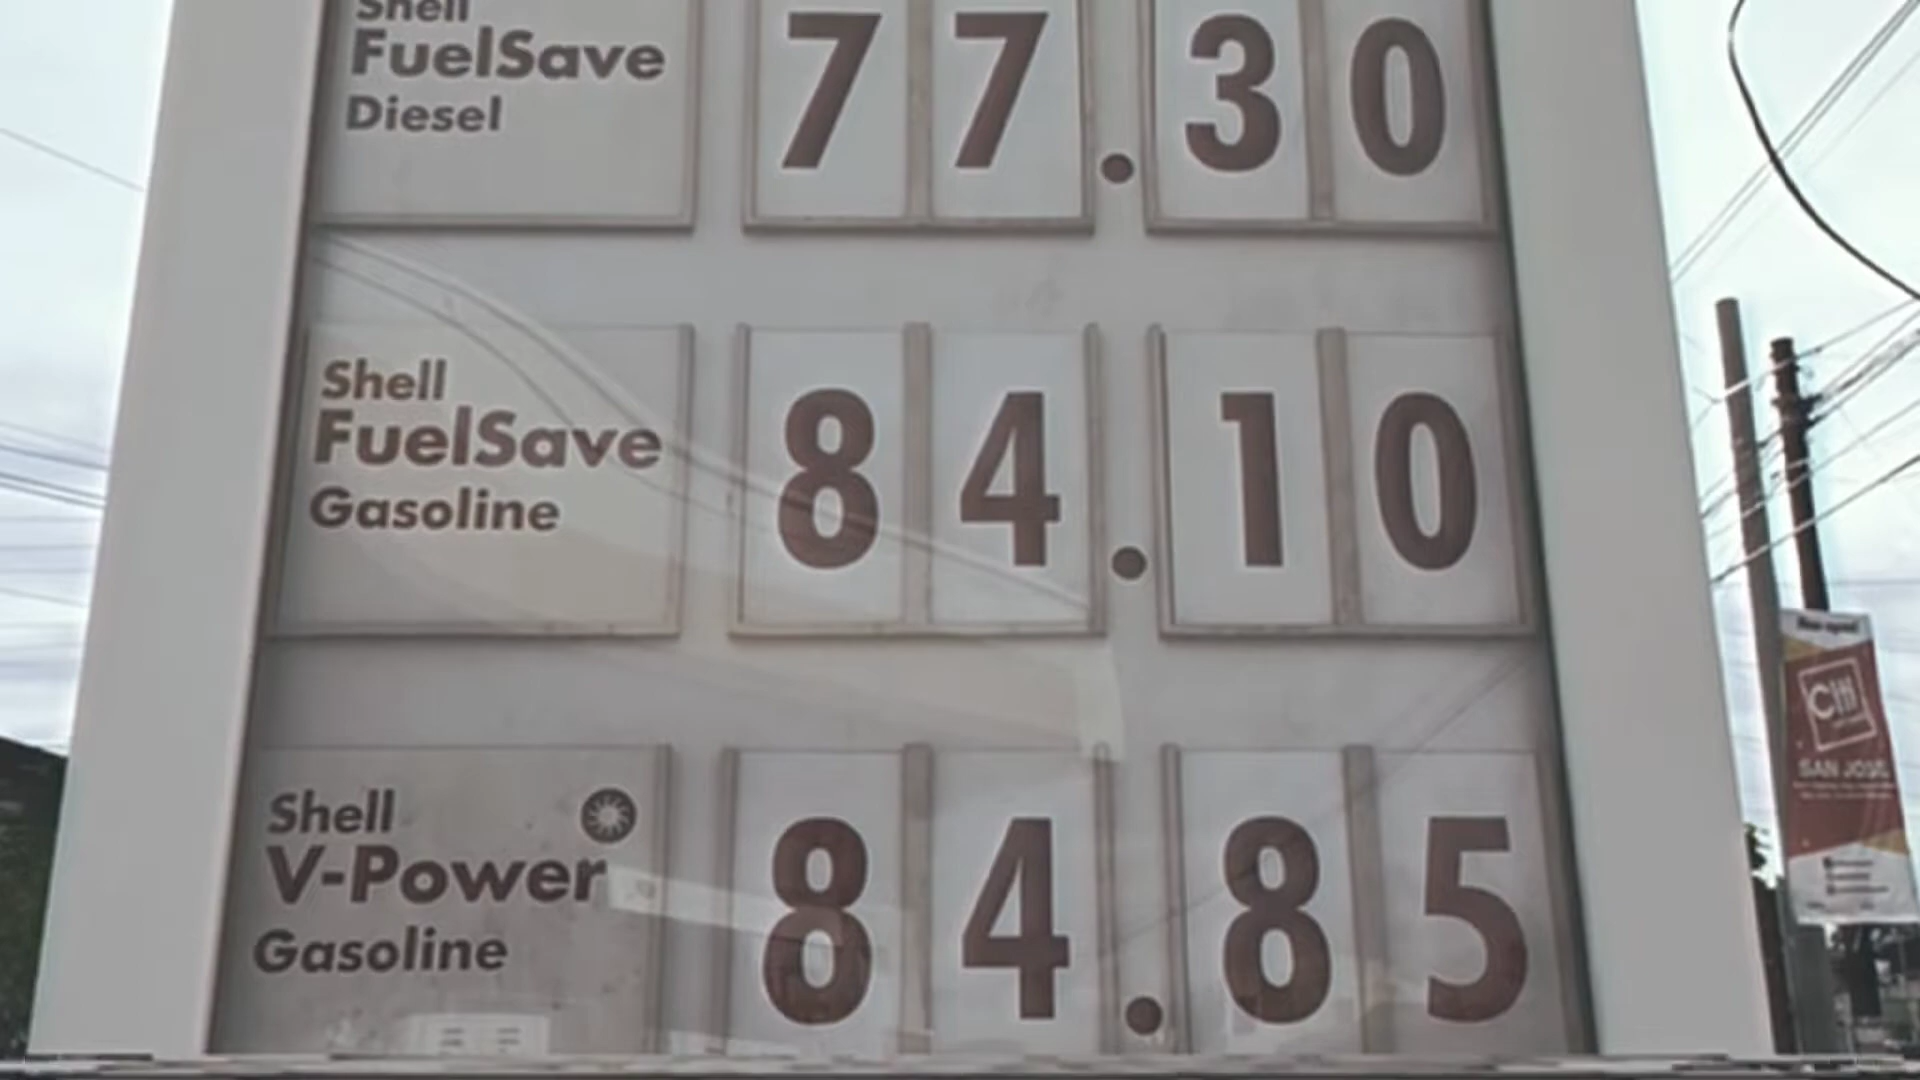 Shell
FuelSave
Diesel
77.30
Shell
FuelSave
Gasoline
84.10
Shell
V-Power
Gasoline
84.85
SAN JOSE